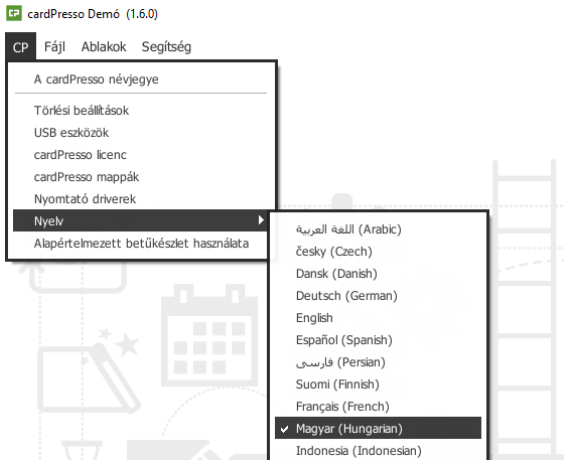 cardPresso Demó (1.6.0)
CP Fájl Ablakok Segítség
A cardPresso névjegye
Törlési beállítások
USB eszközök
cardPresso licenc
cardPresso mappák
Nyomtató driverek
Nyelv
Alapértelmezett betűkészlet használata
اللغة العربية (Arabic)
česky (Czech)
Dansk (Danish)
Deutsch (German)
English
Español (Spanish)
فارسی (Persian)
Suomi (Finnish)
Français (French)
Magyar (Hungarian)
Indonesia (Indonesian)